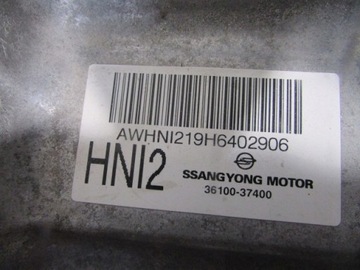 AWHNI219H6402906
HNI2
SSANGYONG MOTOR
36100-37400